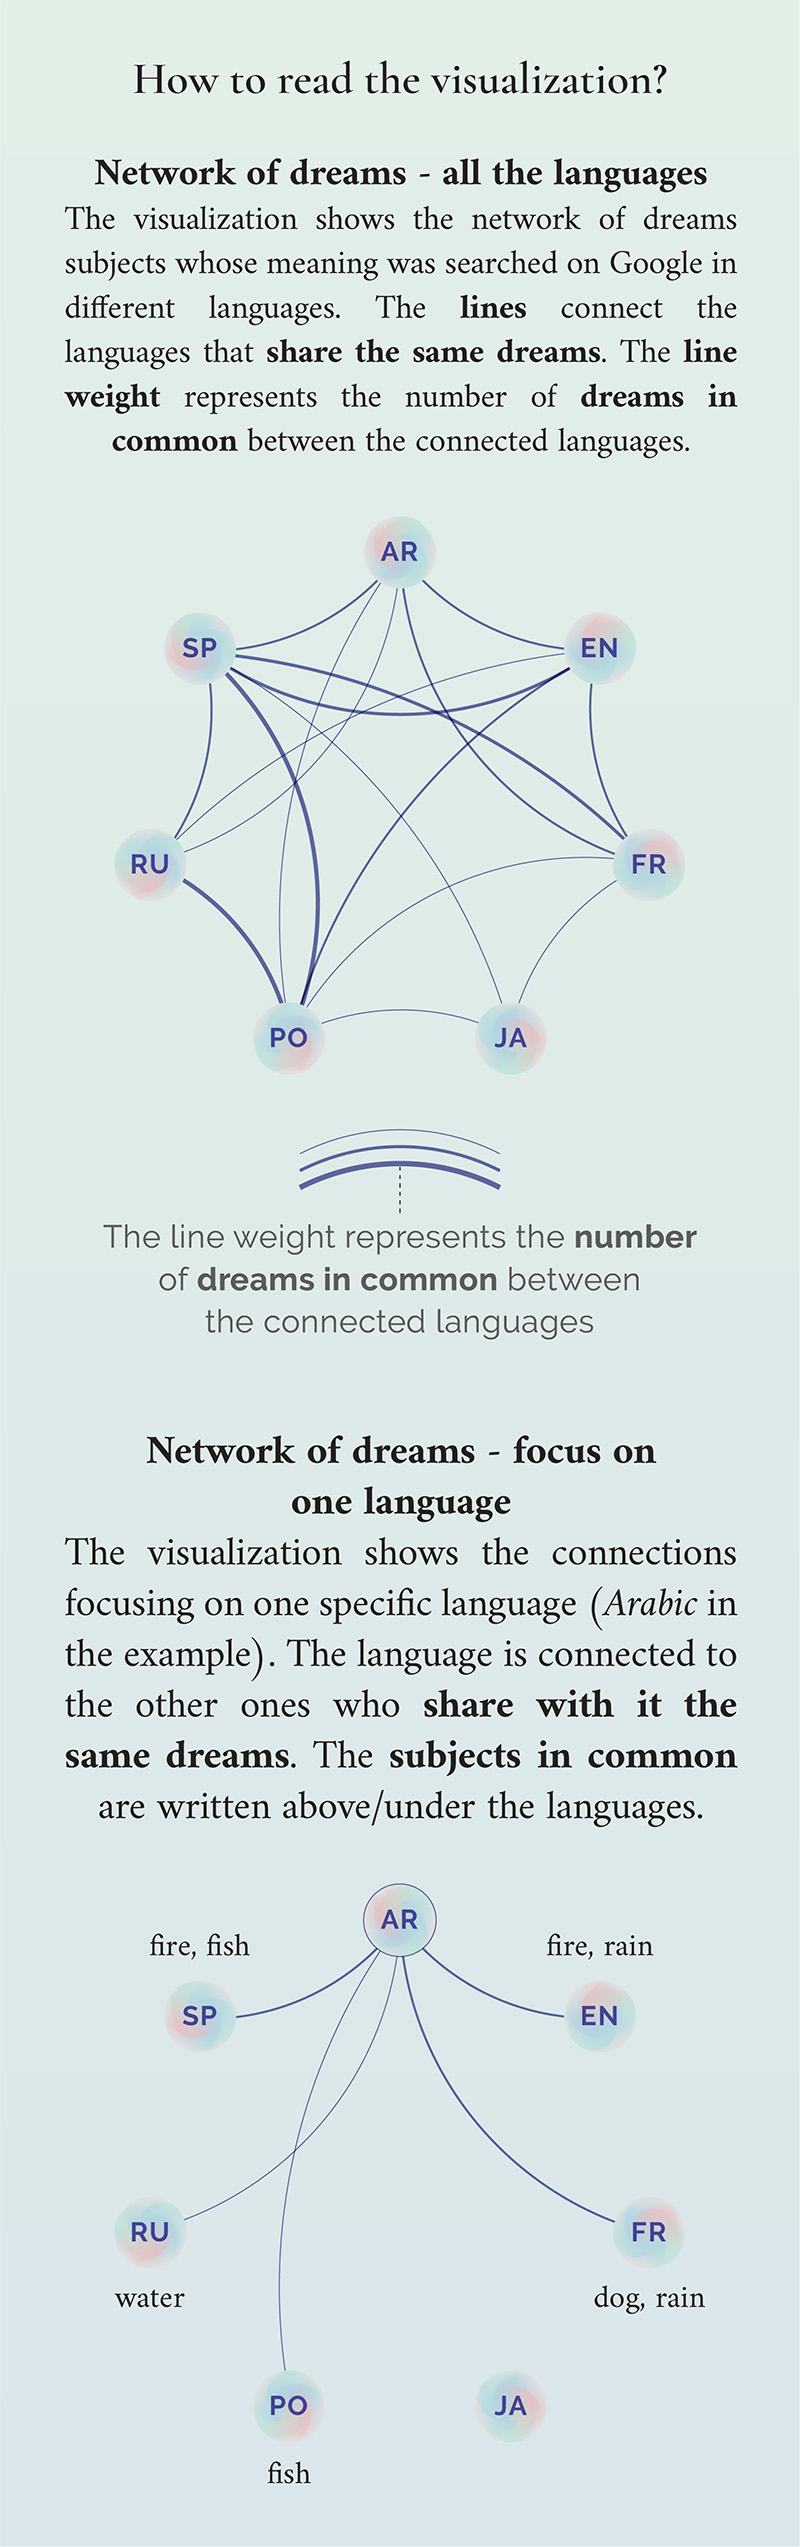 How to read the visualization?
Network of dreams - all the languages
The visualization shows the network of dreams
subjects whose meaning was searched on Google in
different languages. The lines connect the
languages that share the same dreams. The line
weight represents the number of dreams in
common between the connected languages.
AR
SP
EN
RU
FR
PO
JA
The line weight represents the number
of dreams in common between
the connected languages
Network of dreams - focus on
one language
The visualization shows the connections
focusing on one specific language (Arabic in
the example). The language is connected to
the other ones who share with it the
same dreams. The subjects in common
are written above/under the languages.
AR
fire, fish
fire, rain
SP
EN
RU
FR
water
dog, rain
PO
JA
fish